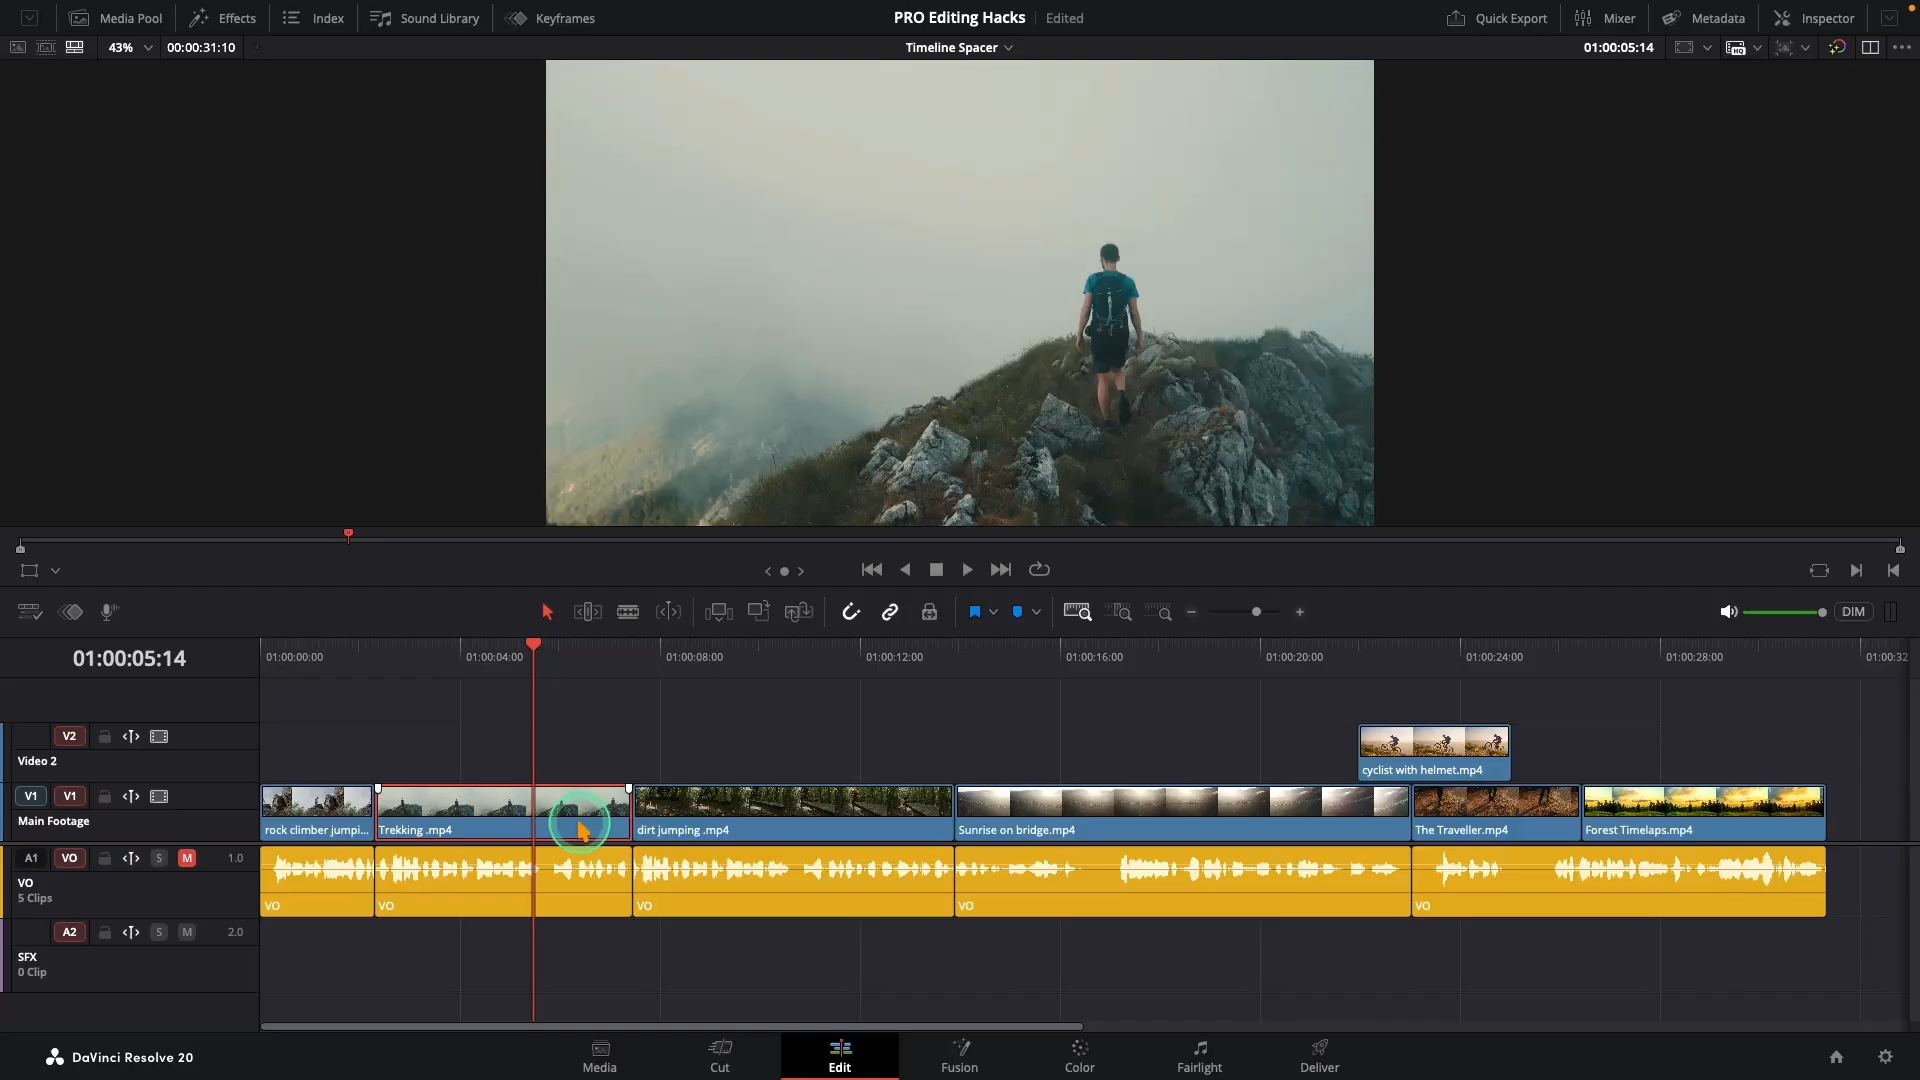 Media Pool Effects Index Sound Library Keyframes PRO Editing Hacks Edited Quick Export Mixer Metadata Inspector
43% 00:00:31:10 Timeline Spacer 01:00:05:14
DIM
01:00:05:14 01:00:00:00 01:00:04:00 01:00:08:00 01:00:12:00 01:00:16:00 01:00:20:00 01:00:24:00 01:00:28:00 01:00:32
V2
Video 2 cyclist with helmet.mp4
V1 V1
Main Footage rock climber jumpi... Trekking .mp4 dirt jumping .mp4 Sunrise on bridge.mp4 The Traveller.mp4 Forest Timelaps.mp4
A1 VO S M 1.0
VO
5 Clips VO VO VO VO VO
A2 S M 2.0
SFX
0 Clip
DaVinci Resolve 20 Media Cut Edit Fusion Color Fairlight Deliver